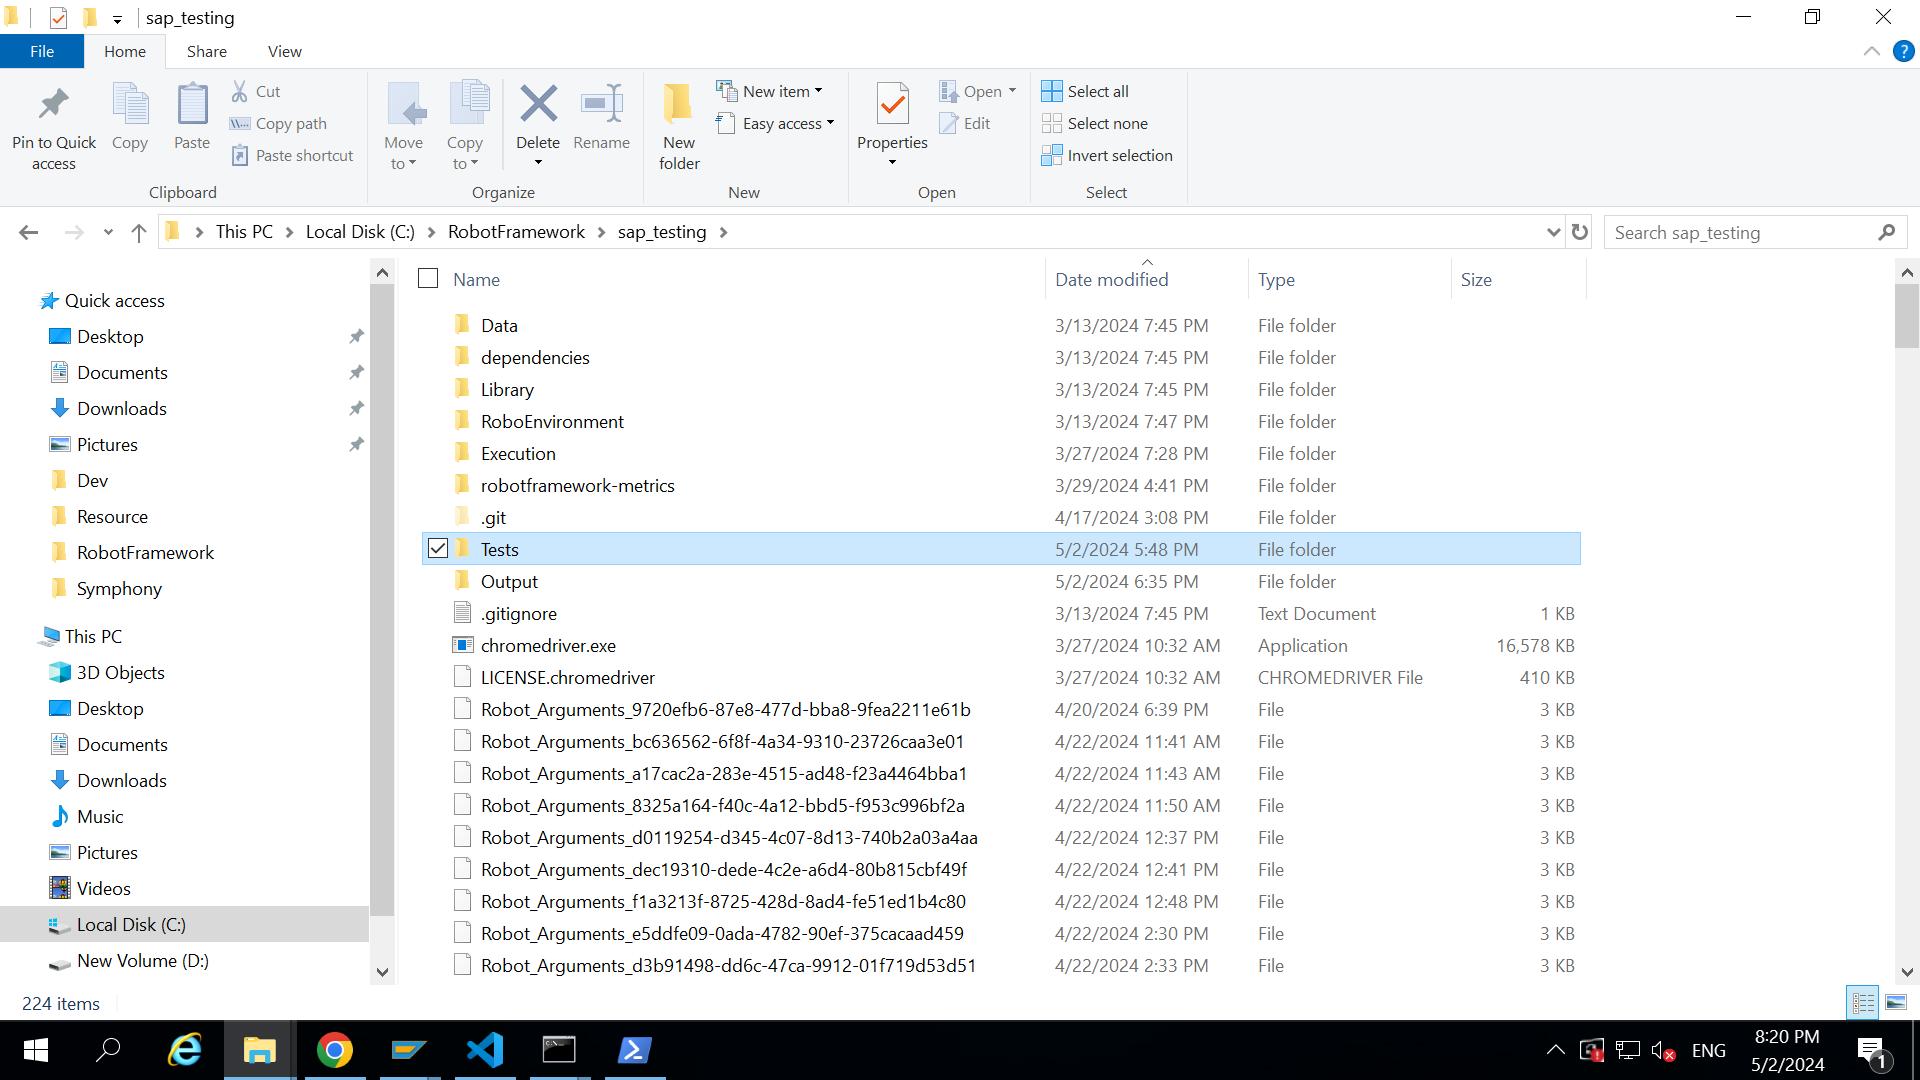 sap_testing
File Home Share View
Pin to Quick access
Copy
Paste
Cut
Copy path
Paste shortcut
Clipboard
Move to
Copy to
Delete
Rename
Organize
New folder
New item
Easy access
New
Properties
Open
Edit
Open
Select all
Select none
Invert selection
Select
This PC Local Disk (C:) RobotFramework sap_testing
Search sap_testing
Quick access
Desktop
Documents
Downloads
Pictures
Dev
Resource
RobotFramework
Symphony
This PC
3D Objects
Desktop
Documents
Downloads
Music
Pictures
Videos
Local Disk (C:)
New Volume (D:)
Name Date modified Type Size
Data 3/13/2024 7:45 PM File folder
dependencies 3/13/2024 7:45 PM File folder
Library 3/13/2024 7:45 PM File folder
RoboEnvironment 3/13/2024 7:47 PM File folder
Execution 3/27/2024 7:28 PM File folder
robotframework-metrics 3/29/2024 4:41 PM File folder
.git 4/17/2024 3:08 PM File folder
Tests 5/2/2024 5:48 PM File folder
Output 5/2/2024 6:35 PM File folder
.gitignore 3/13/2024 7:45 PM Text Document 1 KB
chromedriver.exe 3/27/2024 10:32 AM Application 16,578 KB
LICENSE.chromedriver 3/27/2024 10:32 AM CHROMEDRIVER File 410 KB
Robot_Arguments_9720efb6-87e8-477d-bba8-9fea2211e61b 4/20/2024 6:39 PM File 3 KB
Robot_Arguments_bc636562-6f8f-4a34-9310-23726caa3e01 4/22/2024 11:41 AM File 3 KB
Robot_Arguments_a17cac2a-283e-4515-ad48-f23a4464bba1 4/22/2024 11:43 AM File 3 KB
Robot_Arguments_8325a164-f40c-4a12-bbd5-f953c996bf2a 4/22/2024 11:50 AM File 3 KB
Robot_Arguments_d0119254-d345-4c07-8d13-740b2a03a4aa 4/22/2024 12:37 PM File 3 KB
Robot_Arguments_dec19310-dede-4c2e-a6d4-80b815cbf49f 4/22/2024 12:41 PM File 3 KB
Robot_Arguments_f1a3213f-8725-428d-8ad4-fe51ed1b4c80 4/22/2024 12:48 PM File 3 KB
Robot_Arguments_e5ddfe09-0ada-4782-90ef-375cacaad459 4/22/2024 2:30 PM File 3 KB
Robot_Arguments_d3b91498-dd6c-47ca-9912-01f719d53d51 4/22/2024 2:33 PM File 3 KB
224 items
ENG
8:20 PM
5/2/2024
1